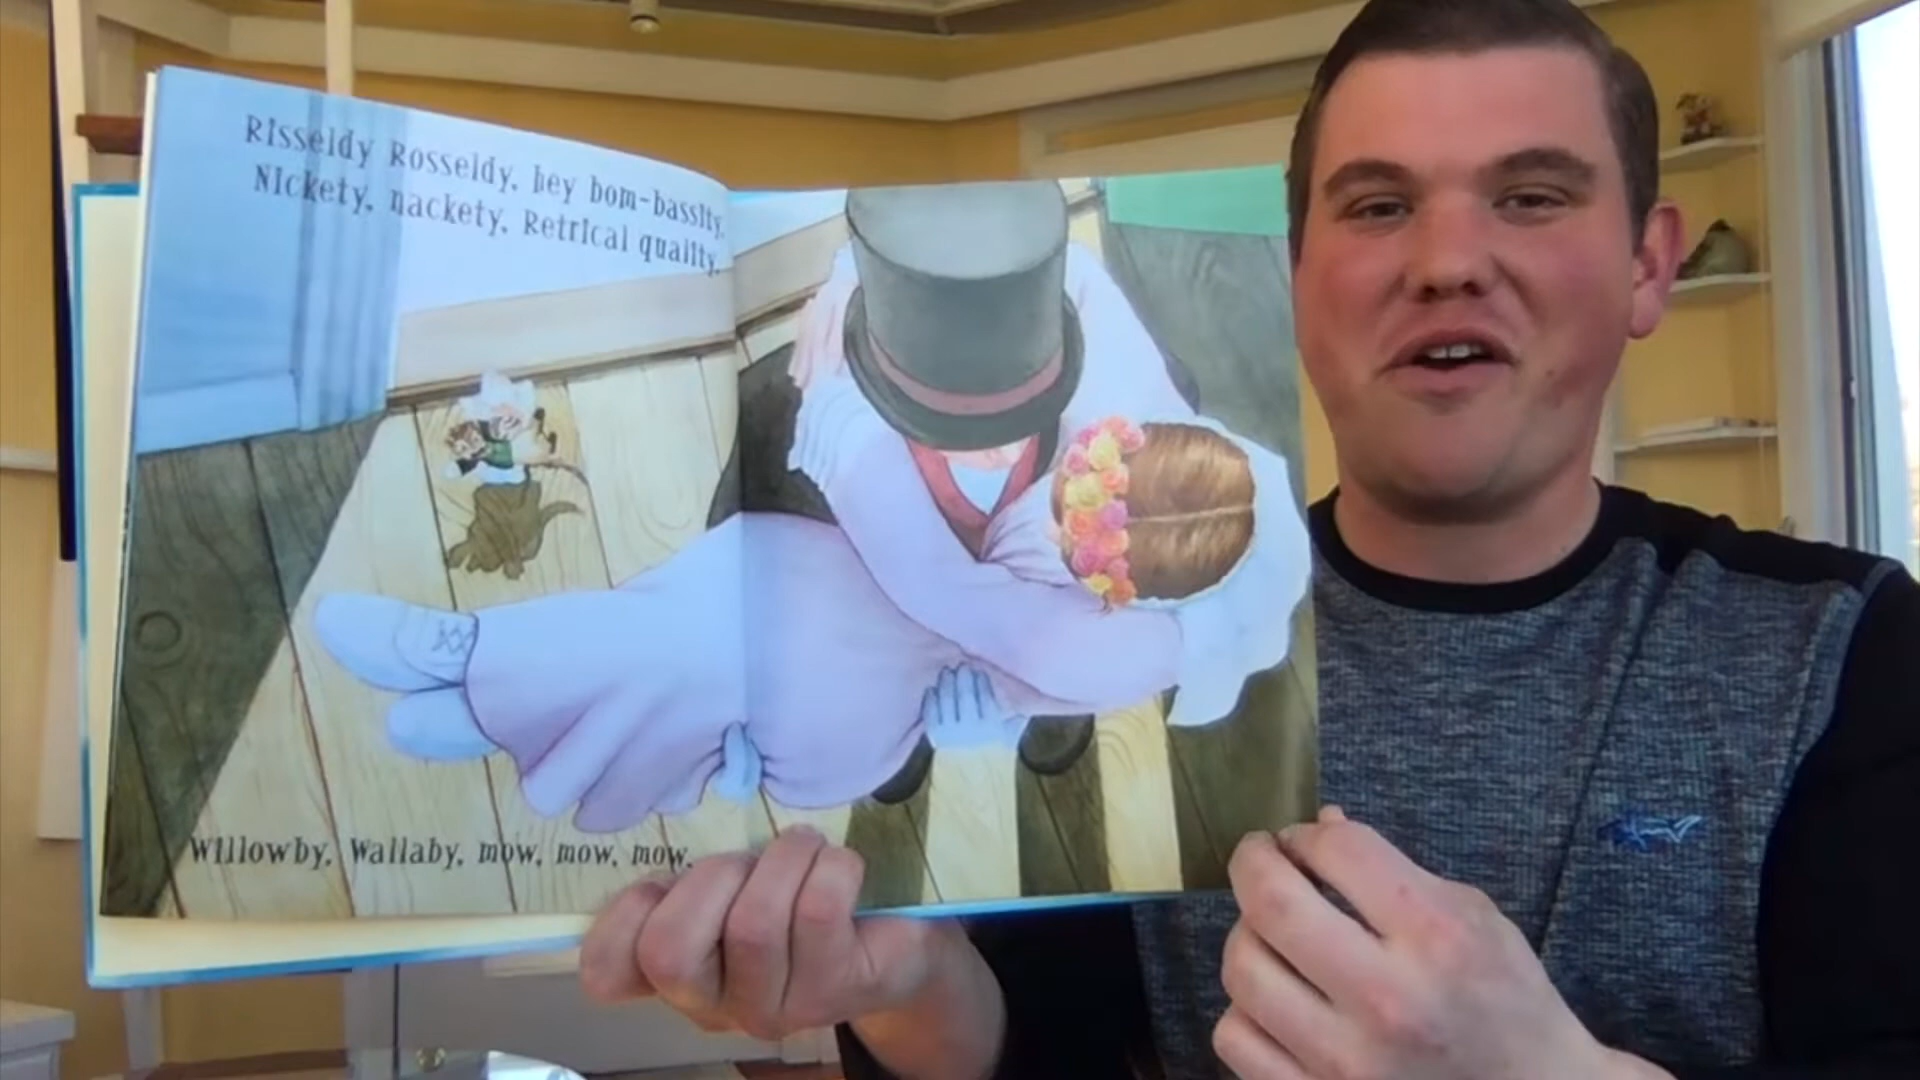 Risseldy Rosseldy, hey bom-bassity,
Nickety, nackety, Retrical quality,
Willowby, Wallaby, mow, mow, mow.